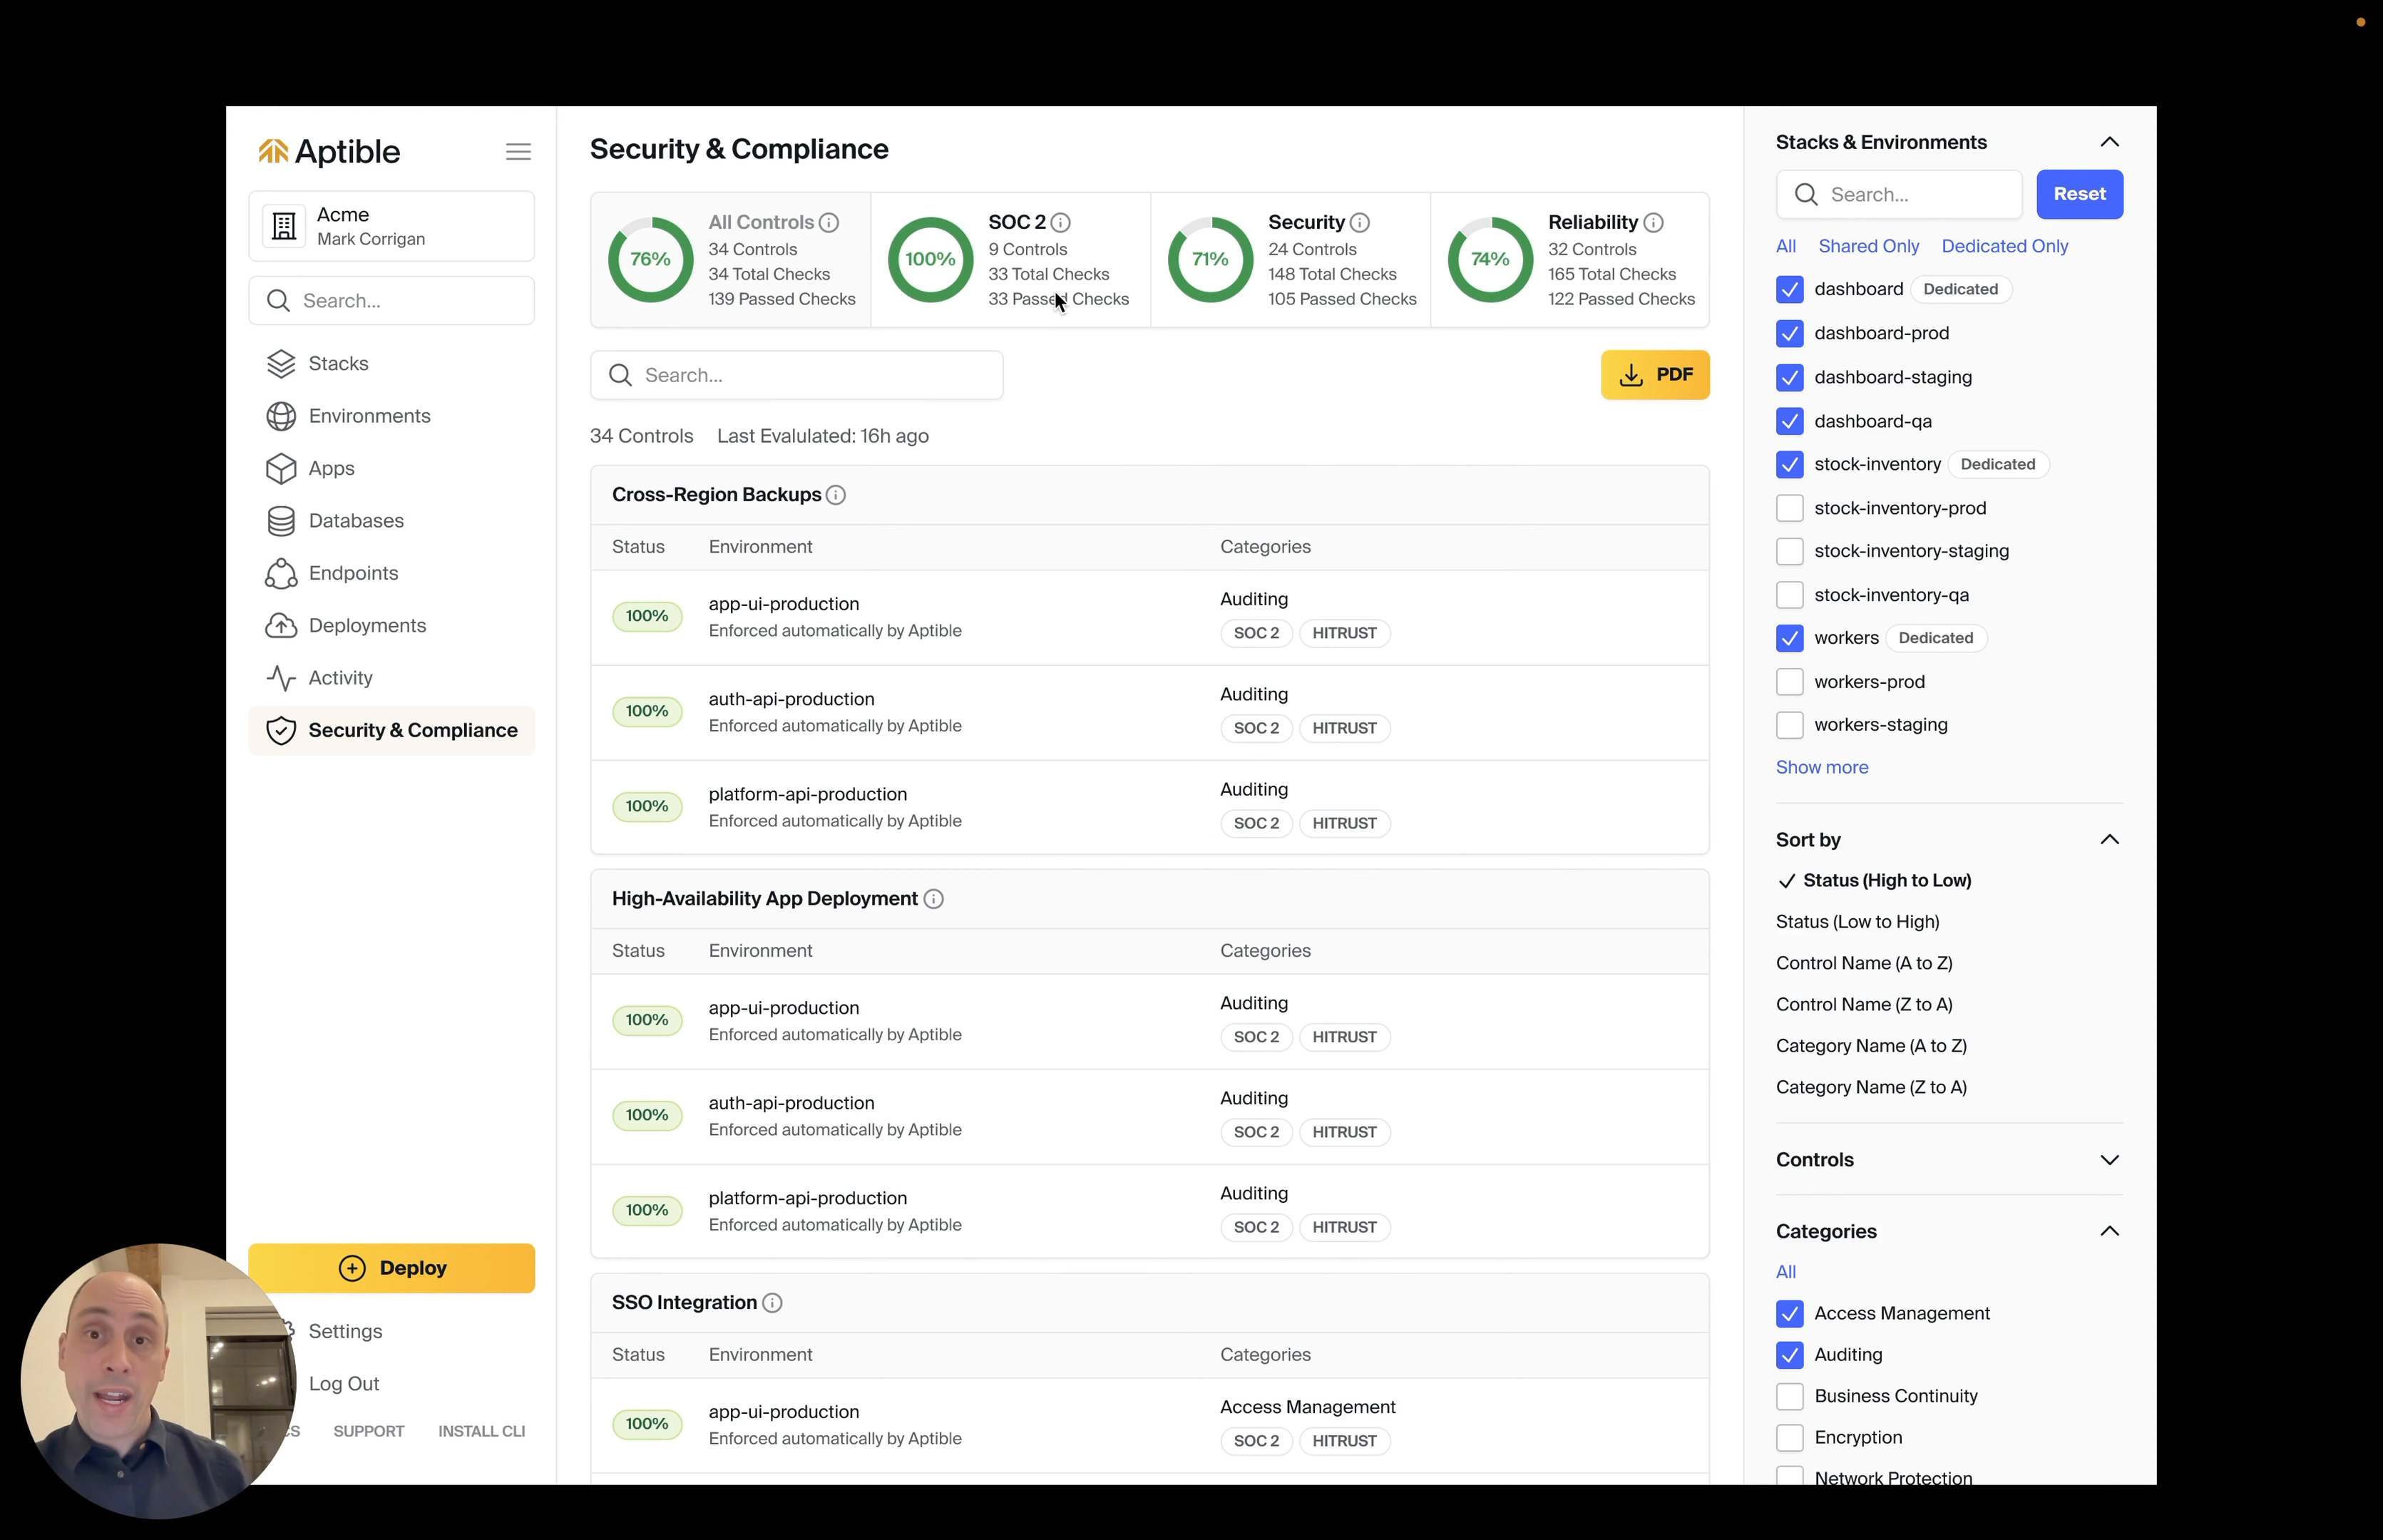 Aptible
Acme
Mark Corrigan
Search...
Stacks
Environments
Apps
Databases
Endpoints
Deployments
Activity
Security & Compliance
Deploy
Settings
Log Out
CS SUPPORT INSTALL CLI
Security & Compliance
76%
All Controls
34 Controls
34 Total Checks
139 Passed Checks
100%
SOC 2
9 Controls
33 Total Checks
33 Passed Checks
71%
Security
24 Controls
148 Total Checks
105 Passed Checks
74%
Reliability
32 Controls
165 Total Checks
122 Passed Checks
Search...
PDF
34 Controls Last Evalulated: 16h ago
Cross-Region Backups
Status Environment Categories
100% app-ui-production Auditing
Enforced automatically by Aptible SOC 2 HITRUST
100% auth-api-production Auditing
Enforced automatically by Aptible SOC 2 HITRUST
100% platform-api-production Auditing
Enforced automatically by Aptible SOC 2 HITRUST
High-Availability App Deployment
Status Environment Categories
100% app-ui-production Auditing
Enforced automatically by Aptible SOC 2 HITRUST
100% auth-api-production Auditing
Enforced automatically by Aptible SOC 2 HITRUST
100% platform-api-production Auditing
Enforced automatically by Aptible SOC 2 HITRUST
SSO Integration
Status Environment Categories
100% app-ui-production Access Management
Enforced automatically by Aptible SOC 2 HITRUST
Stacks & Environments
Search... Reset
All Shared Only Dedicated Only
dashboard Dedicated
dashboard-prod
dashboard-staging
dashboard-qa
stock-inventory Dedicated
stock-inventory-prod
stock-inventory-staging
stock-inventory-qa
workers Dedicated
workers-prod
workers-staging
Show more
Sort by
Status (High to Low)
Status (Low to High)
Control Name (A to Z)
Control Name (Z to A)
Category Name (A to Z)
Category Name (Z to A)
Controls
Categories
All
Access Management
Auditing
Business Continuity
Encryption
Network Protection